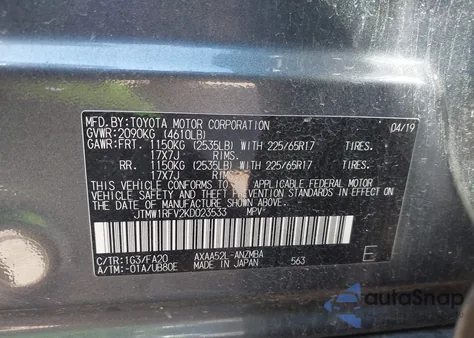 MFD. BY:TOYOTA MOTOR CORPORATION 04/19
GVWR:2090KG (4610LB)
GAWR:FRT. 1150KG (2535LB) WITH 225/65R17 TIRES.
17X7J RIMS.
RR. 1150KG (2535LB) WITH 225/65R17 TIRES.
17X7J RIMS.
THIS VEHICLE CONFORMS TO ALL APPLICABLE FEDERAL MOTOR
VEHICLE SAFETY, BUMPER, AND THEFT PREVENTION STANDARDS IN EFFECT ON
THE DATE OF MANUFACTURE SHOWN ABOVE.
JTMW1RFV2KD023533 MPV
C/TR:1G3/FA20 AXAA52L-ANZMBA
A/TM:-01A/UB80E MADE IN JAPAN 563 E
autoSnap